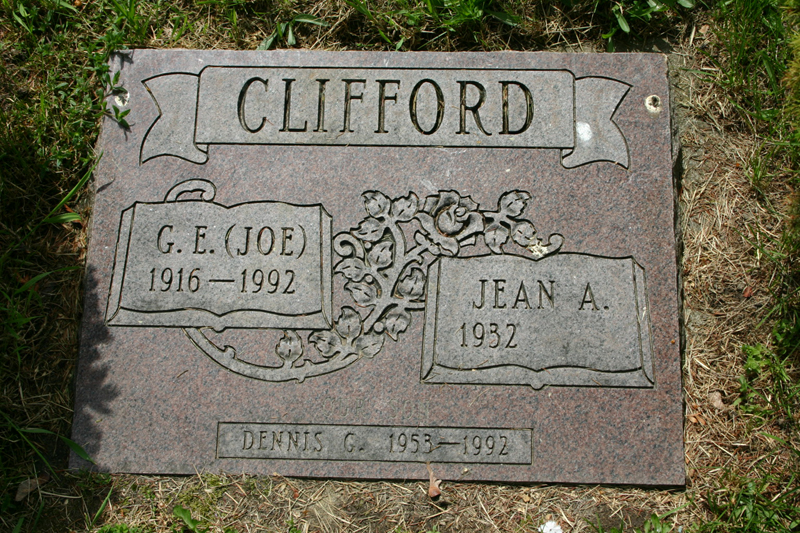 CLIFFORD
G. E. (JOE)
1916 — 1992
JEAN A.
1932
DENNIS G. 1953 — 1992